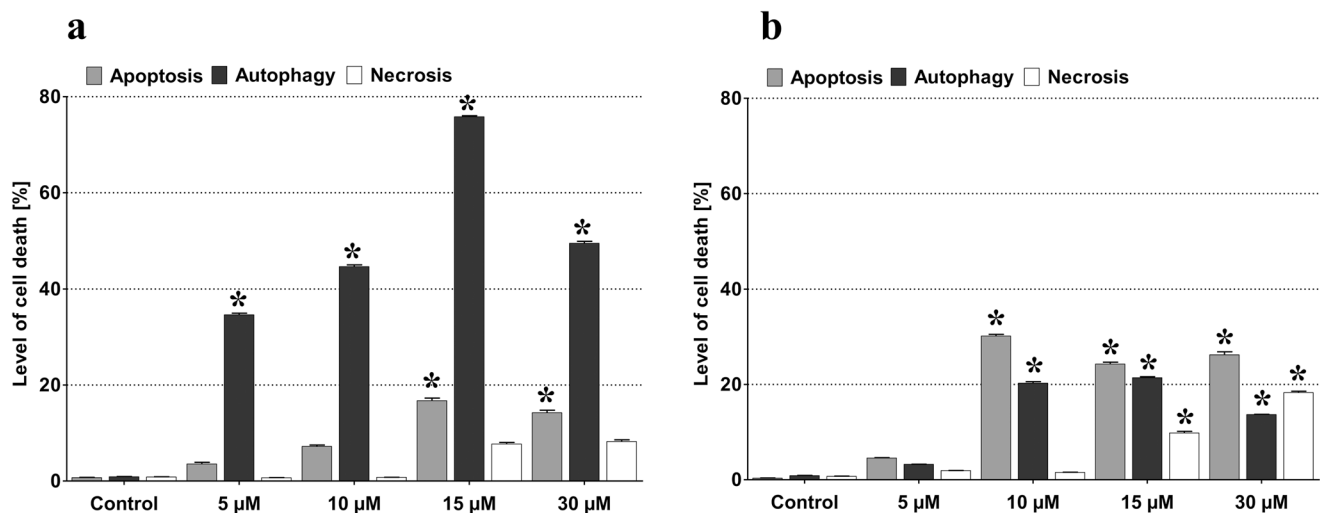 a
Apoptosis Autophagy Necrosis
Level of cell death [%]
80
60
40
20
0
* * * * * *
Control 5 µM 10 µM 15 µM 30 µM
b
Apoptosis Autophagy Necrosis
Level of cell death [%]
80
60
40
20
0
* * * * * * * *
Control 5 µM 10 µM 15 µM 30 µM